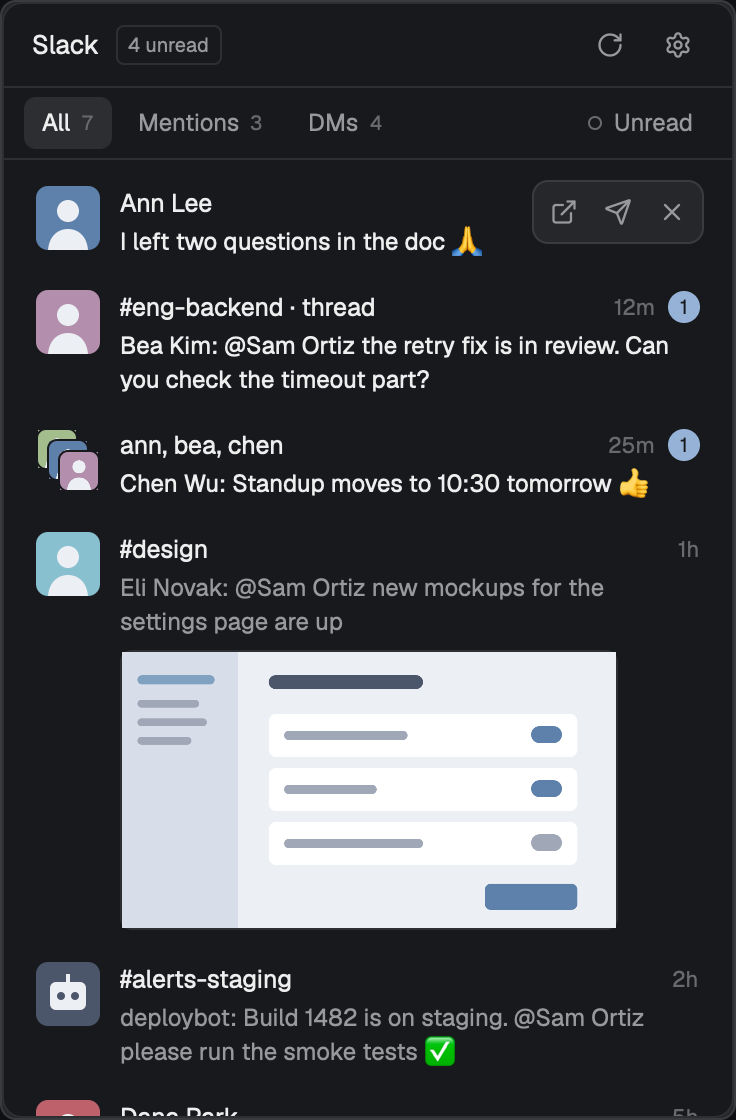 Slack 4 unread
All 7 Mentions 3 DMs 4 Unread
Ann Lee
I left two questions in the doc 🙏
#eng-backend · thread 12m 1
Bea Kim: @Sam Ortiz the retry fix is in review. Can
you check the timeout part?
ann, bea, chen 25m 1
Chen Wu: Standup moves to 10:30 tomorrow 👍
#design 1h
Eli Novak: @Sam Ortiz new mockups for the
settings page are up
#alerts-staging 2h
deploybot: Build 1482 is on staging. @Sam Ortiz
please run the smoke tests ✅
Dana Park 5h